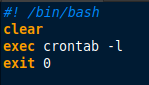 #! /bin/bash
clear
exec crontab -l
exit 0